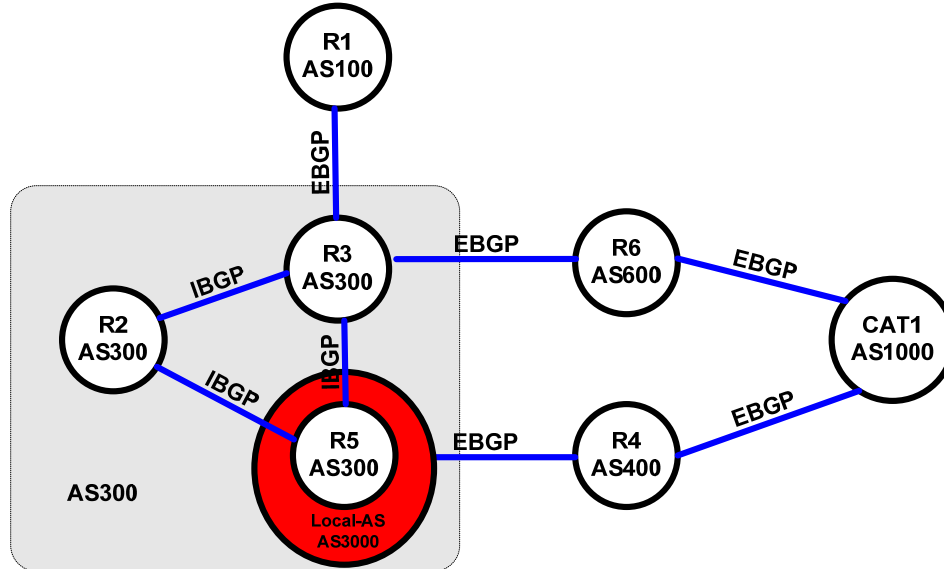 R1
AS100
EBGP
R3
AS300
EBGP
R6
AS600
EBGP
IBGP
R2
AS300
IBGP
IBGP
CAT1
AS1000
R5
AS300
EBGP
R4
AS400
EBGP
AS300
Local-AS
AS3000